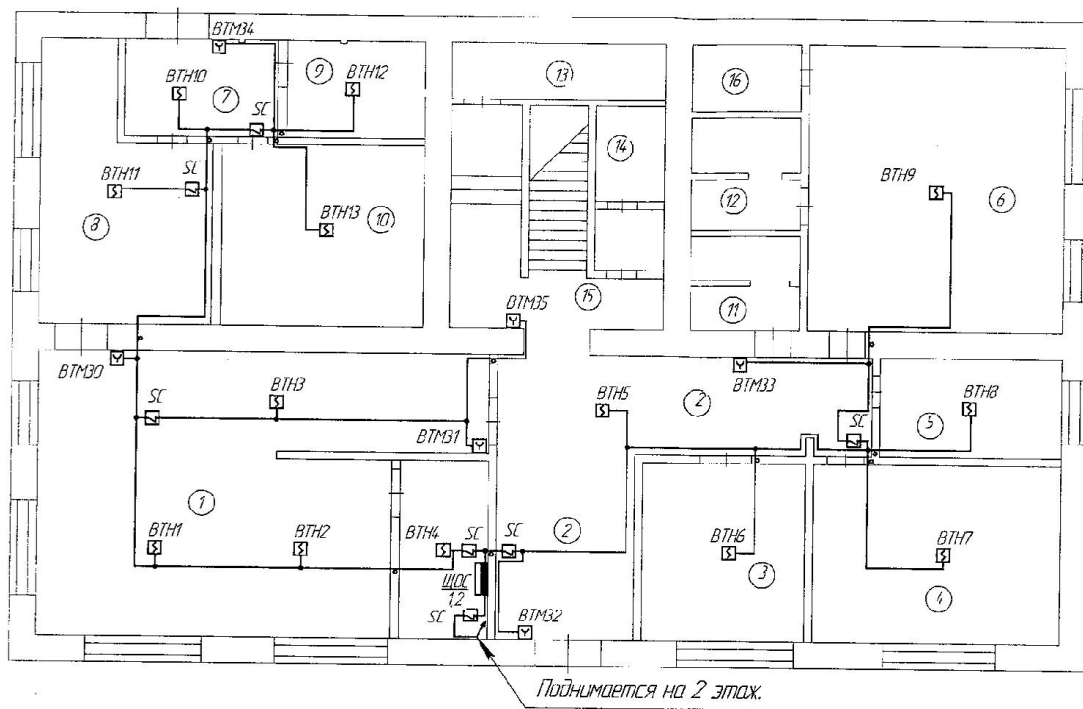 ВТМ34
9
13
16
ВТН10
7
ВТН12
SC
14
ВТН11
SC
ВТН9
12
6
8
ВТН13
10
15
11
ВТМ35
ВТМ30
ВТМ33
ВТН3
ВТН5
2
ВТН8
SC
SC
5
ВТМ31
1
ВТН1
ВТН2
ВТН4
SC
SC
2
ВТН6
ВТН7
3
ЩОС
1,2
4
SC
ВТМ32
Поднимается на 2 этаж.